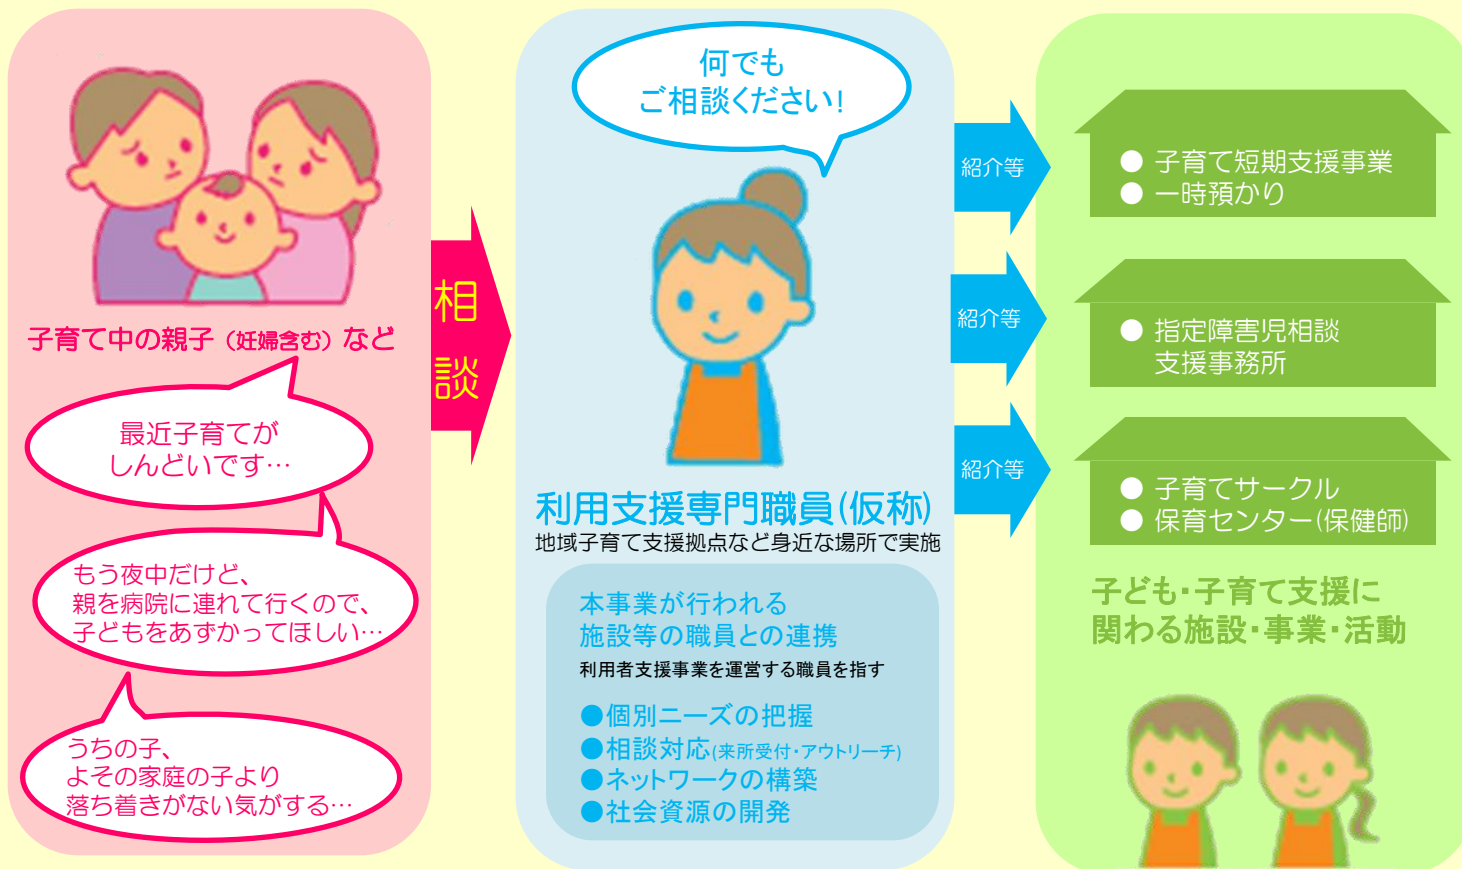 子育て中の親子（妊婦含む）など
最近子育てが
しんどいです…
もう夜中だけど、
親を病院に連れて行くので、
子どもをあずかってほしい…
うちの子、
よその家庭の子より
落ち着きがない気がする…
相
談
何でも
ご相談ください!
利用支援専門職員(仮称)
地域子育て支援拠点など身近な場所で実施
本事業が行われる
施設等の職員との連携
利用者支援事業を運営する職員を指す
●個別ニーズの把握
●相談対応(来所受付・アウトリーチ)
●ネットワークの構築
●社会資源の開発
紹介等
紹介等
紹介等
● 子育て短期支援事業
● 一時預かり
● 指定障害児相談
支援事務所
● 子育てサークル
● 保育センター(保健師)
子ども・子育て支援に
関わる施設・事業・活動